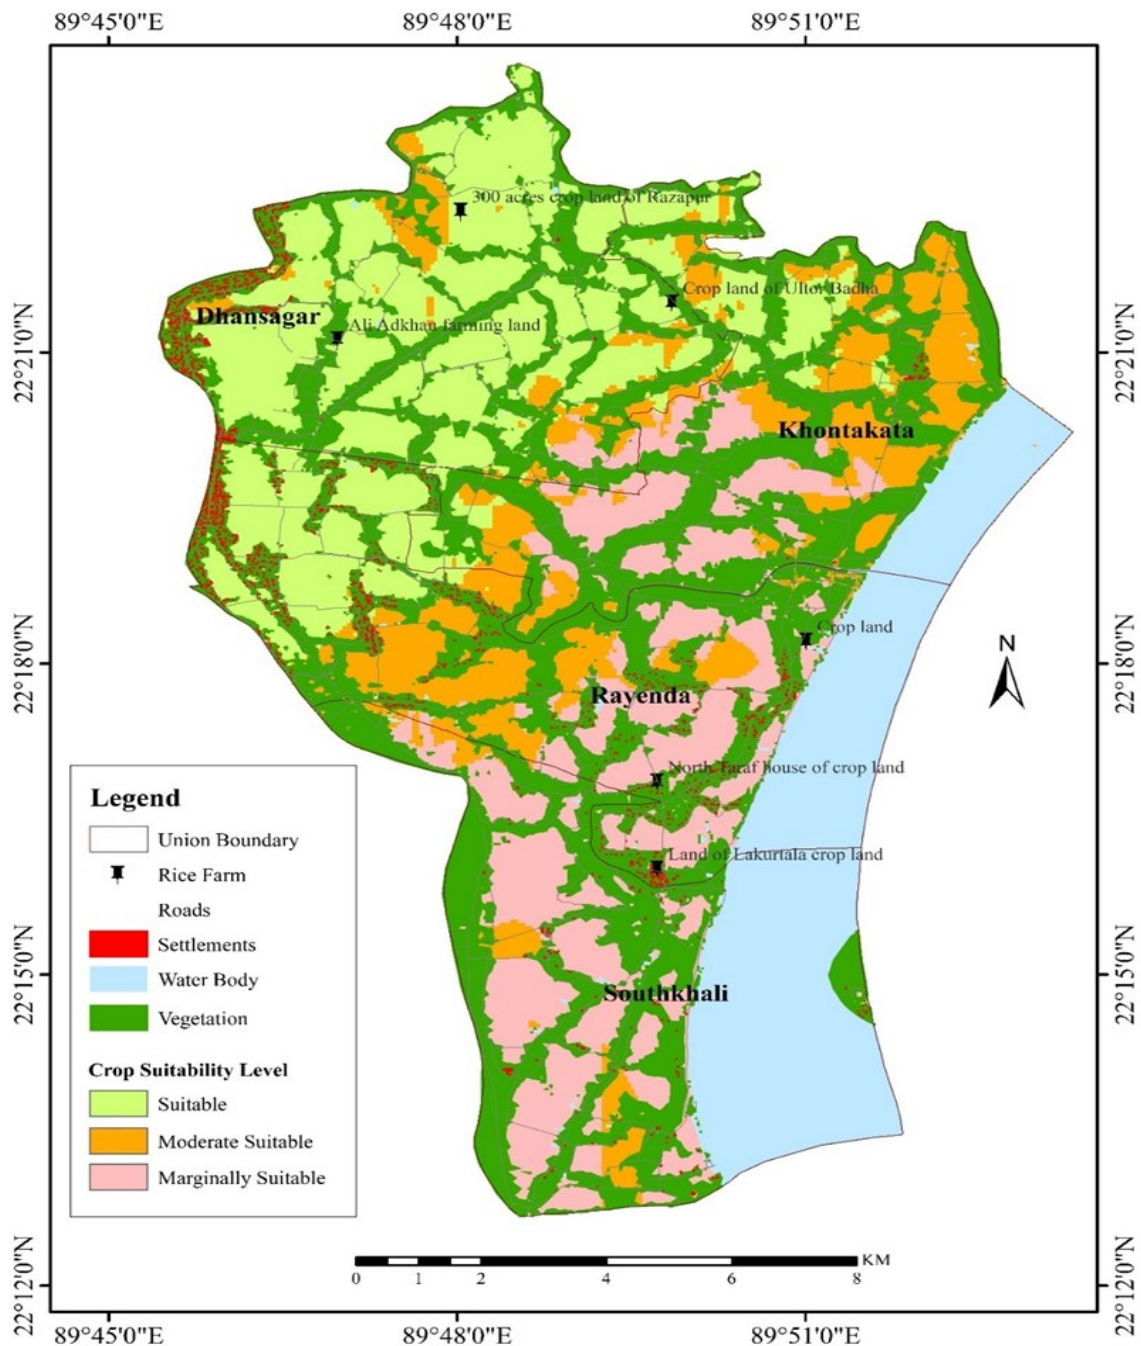 89°45'0"E 89°48'0"E 89°51'0"E
300 acres crop land of Razapur
Crop land of Ultor Badha
Dhansagar
Ali Adkhan farming land
22°21'0"N
22°21'0"N
Khontakata
Crop land
N
22°18'0"N
22°18'0"N
Rayenda
North Taraf house of crop land
Land of Lakurtala crop land
22°15'0"N
22°15'0"N
Southkhali
Legend
Union Boundary
Rice Farm
Roads
Settlements
Water Body
Vegetation
Crop Suitability Level
Suitable
Moderate Suitable
Marginally Suitable
KM
0 1 2 4 6 8
22°12'0"N
22°12'0"N
89°45'0"E 89°48'0"E 89°51'0"E